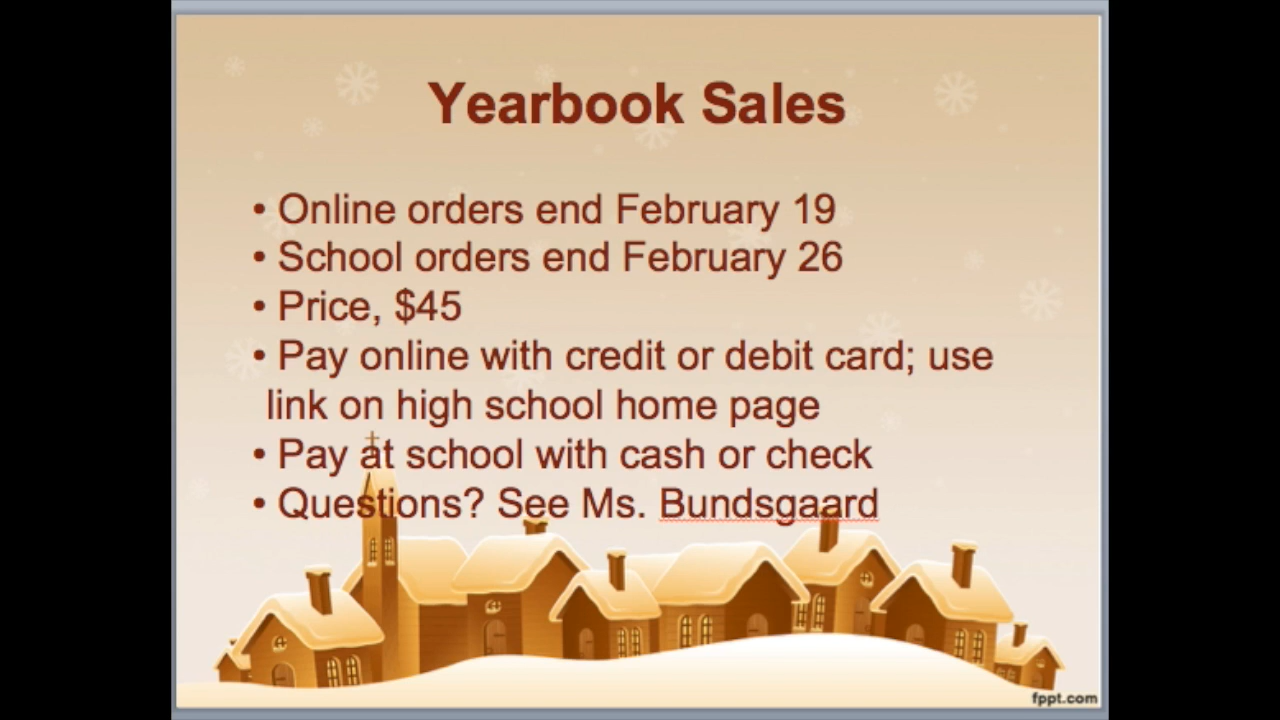 Yearbook Sales
• Online orders end February 19
• School orders end February 26
• Price, $45
• Pay online with credit or debit card; use
link on high school home page
• Pay at school with cash or check
• Questions? See Ms. Bundsgaard
fppt.com